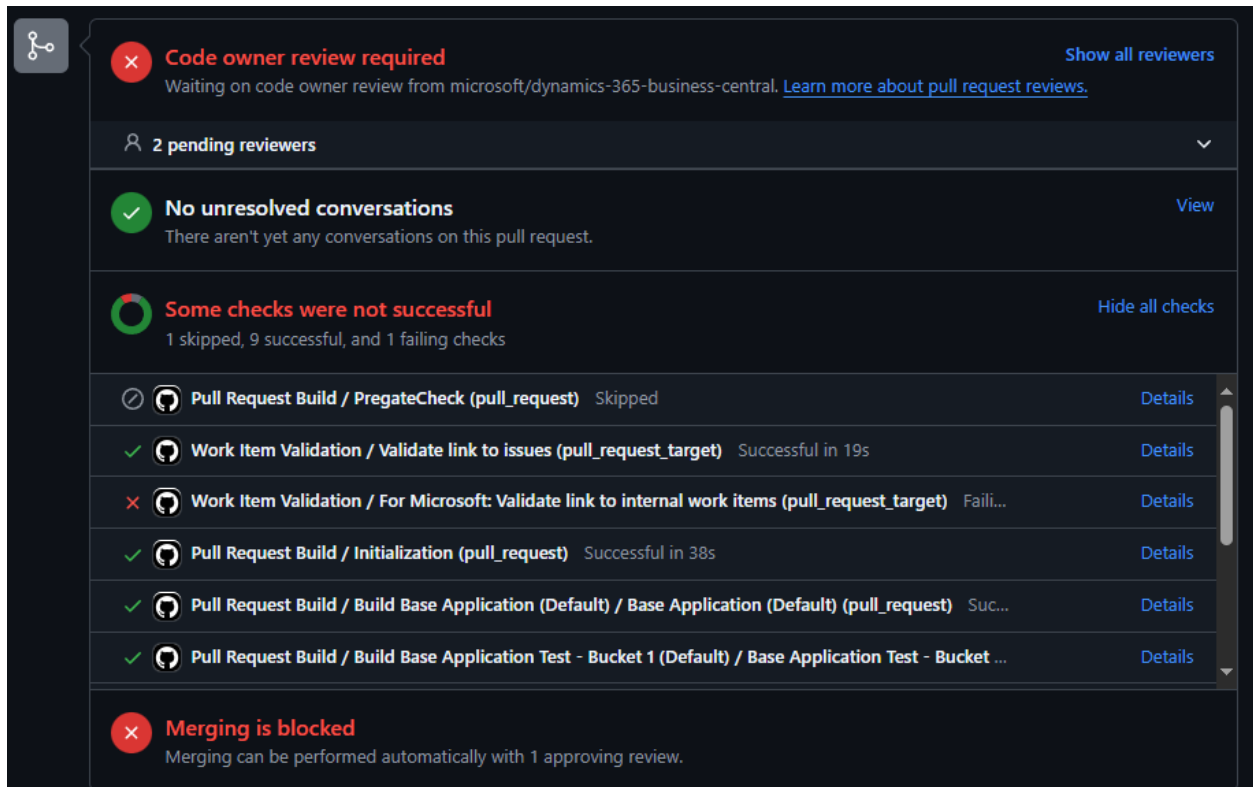 Code owner review required
Show all reviewers
Waiting on code owner review from microsoft/dynamics-365-business-central. Learn more about pull request reviews.
2 pending reviewers
No unresolved conversations
View
There aren't yet any conversations on this pull request.
Some checks were not successful
Hide all checks
1 skipped, 9 successful, and 1 failing checks
Pull Request Build / PregateCheck (pull_request) Skipped
Details
Work Item Validation / Validate link to issues (pull_request_target) Successful in 19s
Details
Work Item Validation / For Microsoft: Validate link to internal work items (pull_request_target) Faili...
Details
Pull Request Build / Initialization (pull_request) Successful in 38s
Details
Pull Request Build / Build Base Application (Default) / Base Application (Default) (pull_request) Suc...
Details
Pull Request Build / Build Base Application Test - Bucket 1 (Default) / Base Application Test - Bucket ...
Details
Merging is blocked
Merging can be performed automatically with 1 approving review.